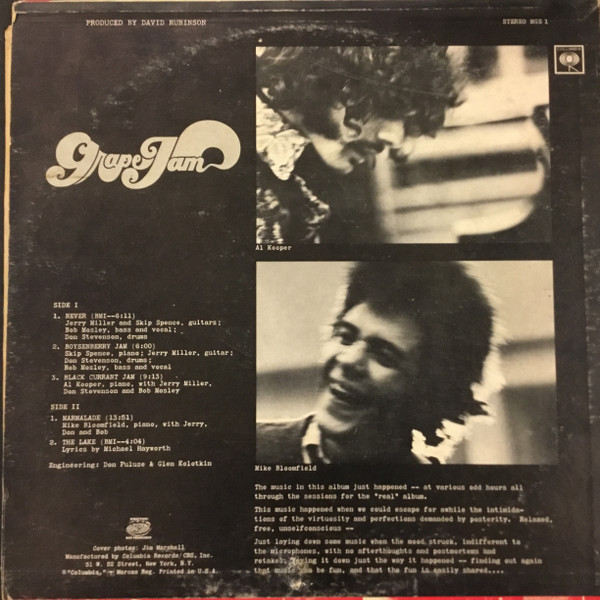 PRODUCED BY DAVID RUBINSON
STEREO MGS 1
Grape Jam
Al Kooper
SIDE I
1. NEVER (BMI--6:11)
Jerry Miller and Skip Spence, guitars;
Bob Mosley, bass and vocal;
Don Stevenson, drums
2. BOYSENBERRY JAM (6:00)
Skip Spence, piano; Jerry Miller, guitar;
Don Stevenson, drums;
Bob Mosley, bass and vocal
3. BLACK CURRANT JAM (9:13)
Al Kooper, piano, with Jerry Miller,
Don Stevenson and Bob Mosley
SIDE II
1. MARMALADE (13:51)
Mike Bloomfield, piano, with Jerry,
Don and Bob
2. THE LAKE (BMI--4:04)
Lyrics by Michael Hayworth
Engineering: Don Puluse & Glen Kolotkin
Mike Bloomfield
The music in this album just happened -- at various odd hours all
through the sessions for the "real" album.
This happened when we could escape for awhile the intimida-
tions of the virtuosity and perfections demanded by posterity. Relaxed,
free, unselfconscious --
Just laying down some music when the mood struck, indifferent to
the microphones, with no afterthoughts and postmortems and
retakes, laying it down just the way it happened -- finding out again
that music can be fun, and that the fun is easily shared....
Cover photos: Jim Marshall
Manufactured by Columbia Records/CBS, Inc.
51 W. 52 Street, New York, N.Y.
® "Columbia," Marcas Reg. Printed in U.S.A.